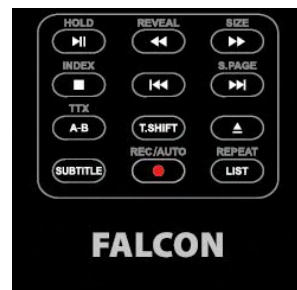 HOLD REVEAL SIZE
INDEX S.PAGE
TTX
A-B T.SHIFT
REC/AUTO REPEAT
SUBTITLE LIST
FALCON